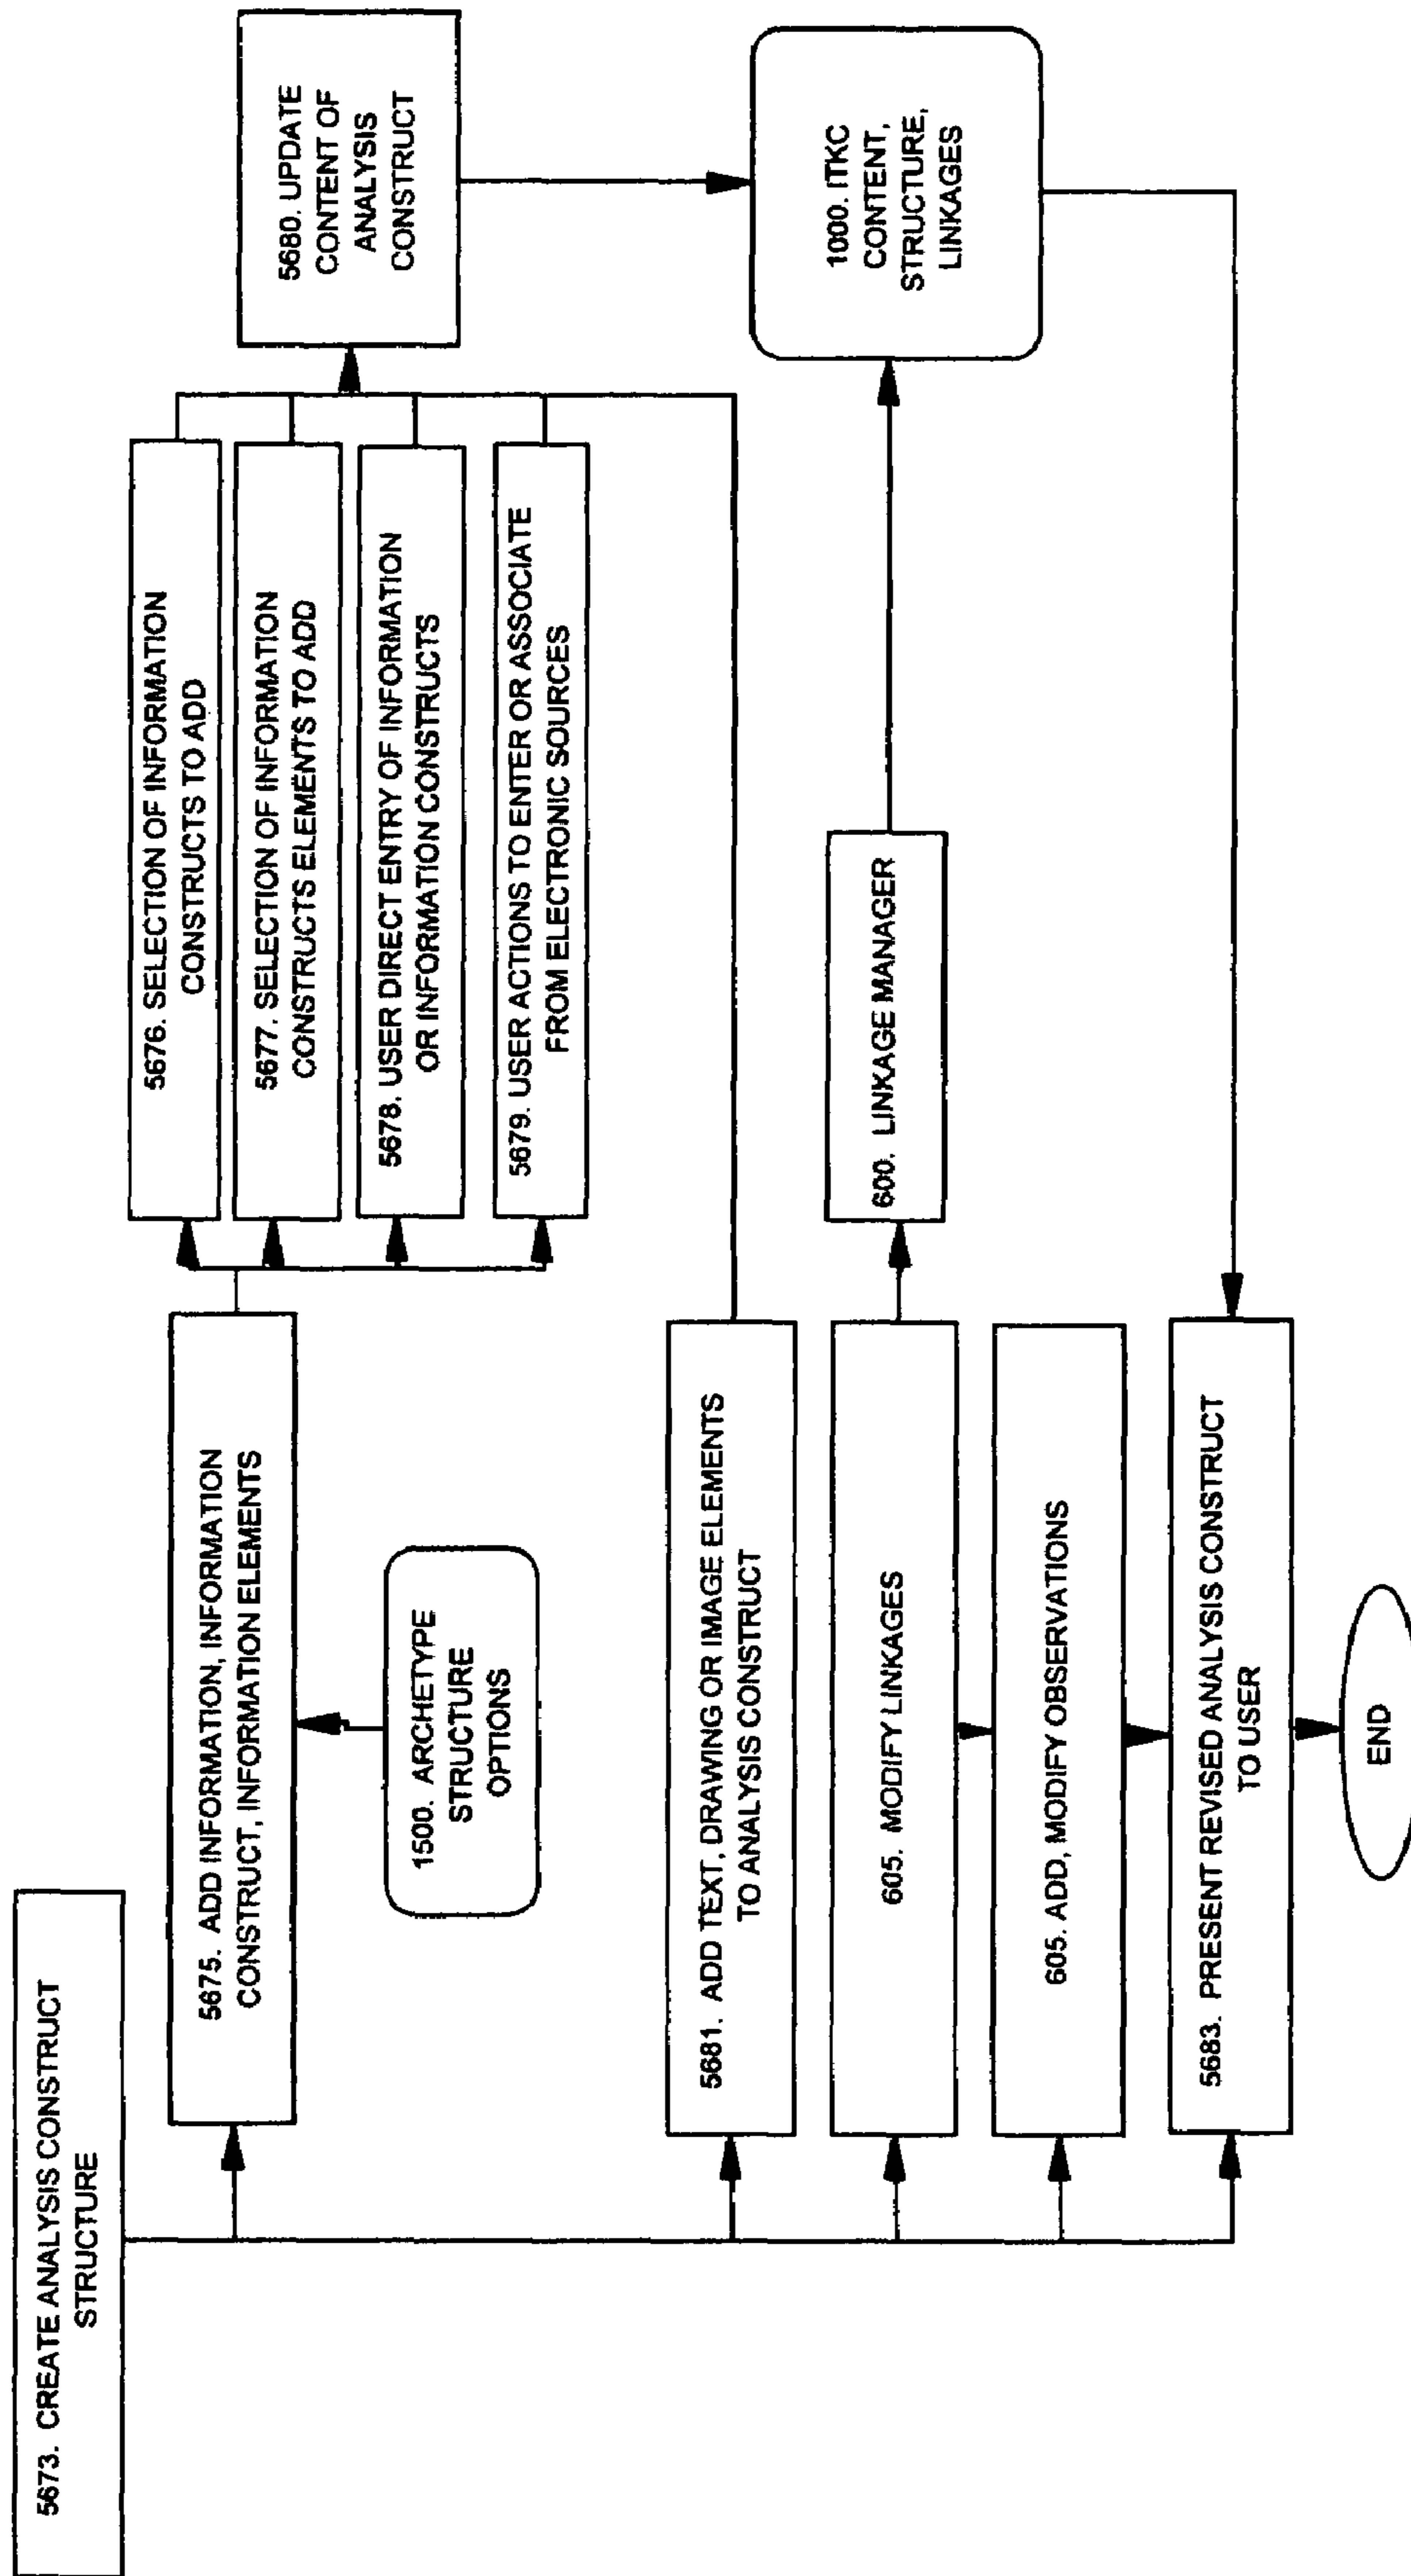 5673. CREATE ANALYSIS CONSTRUCT
STRUCTURE
5675. ADD INFORMATION, INFORMATION
CONSTRUCT, INFORMATION ELEMENTS
1500. ARCHETYPE
STRUCTURE
OPTIONS
5676. SELECTION OF INFORMATION
CONSTRUCTS TO ADD
5677. SELECTION OF INFORMATION
CONSTRUCTS ELEMENTS TO ADD
5678. USER DIRECT ENTRY OF INFORMATION
OR INFORMATION CONSTRUCTS
5679. USER ACTIONS TO ENTER OR ASSOCIATE
FROM ELECTRONIC SOURCES
5680. UPDATE
CONTENT OF
ANALYSIS
CONSTRUCT
5681. ADD TEXT, DRAWING OR IMAGE ELEMENTS
TO ANALYSIS CONSTRUCT
605. MODIFY LINKAGES
600. LINKAGE MANAGER
1000. ITKC
CONTENT,
STRUCTURE,
LINKAGES
605. ADD, MODIFY OBSERVATIONS
5683. PRESENT REVISED ANALYSIS CONSTRUCT
TO USER
END